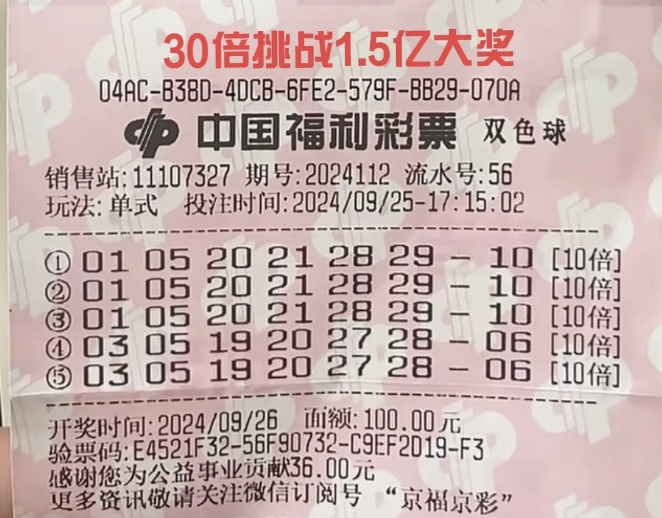 30倍挑战1.5亿大奖
04AC-B38D-4DCB-6FE2-579F-BB29-070A
中国福利彩票 双色球
销售站:11107327 期号:2024112 流水号:56
玩法:单式 投注时间:2024/09/25-17:15:02
① 01 05 20 21 28 29 - 10 [10倍]
② 01 05 20 21 28 29 - 10 [10倍]
③ 01 05 20 21 28 29 - 10 [10倍]
④ 03 05 19 20 27 28 - 06 [10倍]
⑤ 03 05 19 20 27 28 - 06 [10倍]
开奖时间:2024/09/26 面额:100.00元
验票码:E4521F32-56F90732-C9EF2D19-F3
感谢您为公益事业贡献36.00元
更多资讯敬请关注微信订阅号 “京福京彩”